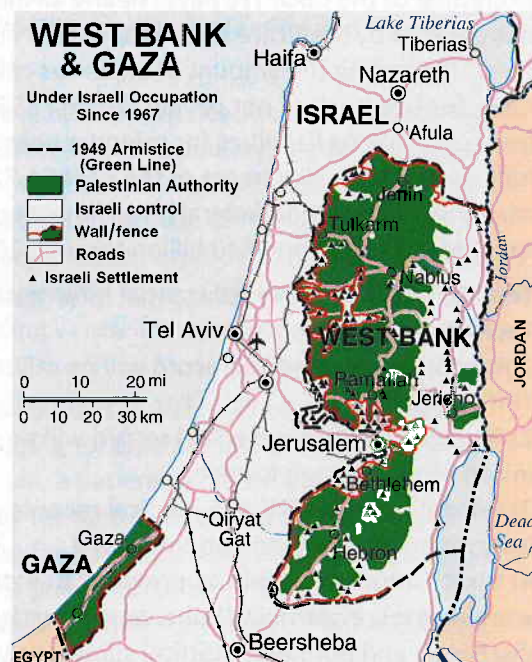 WEST BANK
& GAZA
Under Israeli Occupation
Since 1967
1949 Armistice
(Green Line)
Palestinian Authority
Israeli control
Wall/fence
Roads
Israeli Settlement
0 10 20 mi
0 10 20 30 km
Lake Tiberias
Tiberias
Haifa
Nazareth
ISRAEL
Afula
Jenin
Tulkarm
Nablus
Jordan
Tel Aviv
WEST BANK
JORDAN
Ramallah
Jericho
Jerusalem
Bethlehem
Qiryat
Gat
Dead
Sea
Gaza
GAZA
Hebron
Beersheba
EGYPT